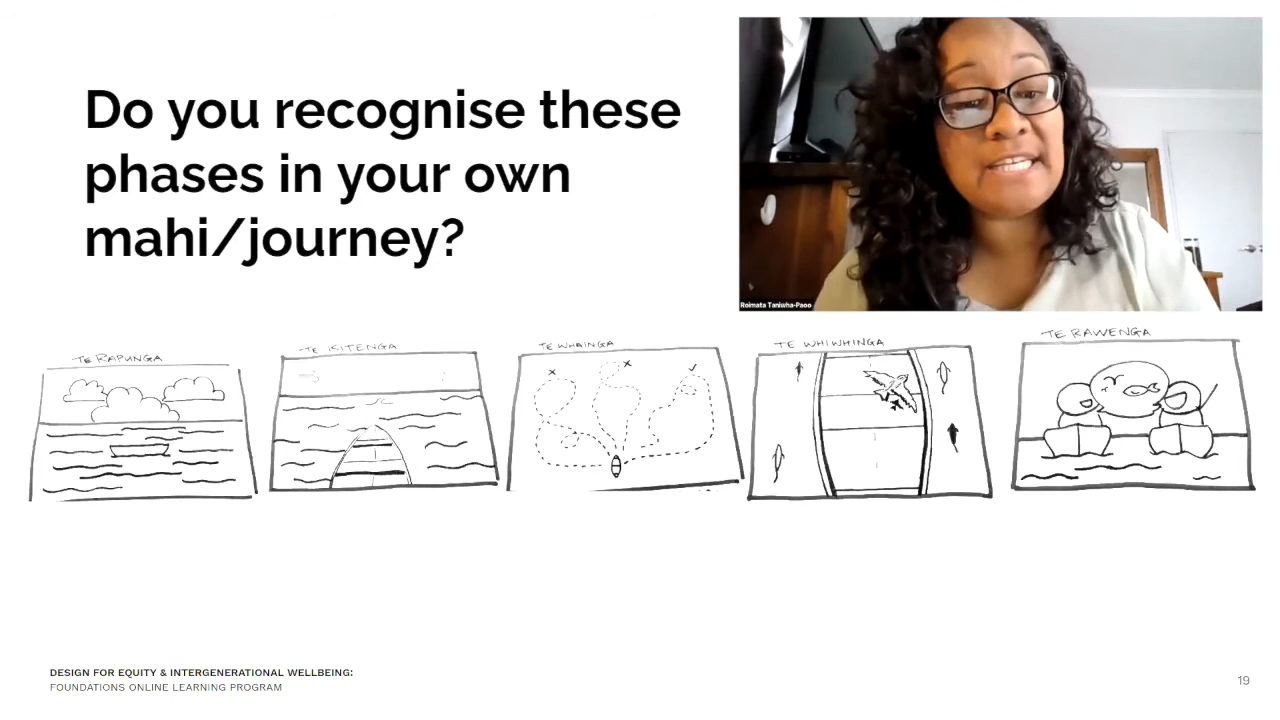 Do you recognise these
phases in your own
mahi/journey?
Roimata Taniwha-Paoo
TE RAPUNGA
TE KITENGA
TE WHAINGA
TE WHIWHINGA
TE RAWENGA
DESIGN FOR EQUITY & INTERGENERATIONAL WELLBEING:
FOUNDATIONS ONLINE LEARNING PROGRAM
19